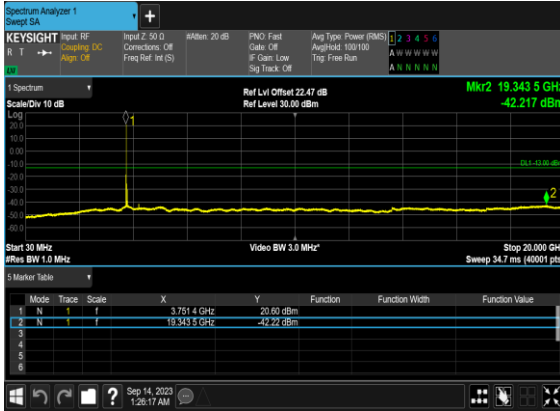 Spectrum Analyzer 1
Swept SA
+
KEYSIGHT Input: RF Input Z: 50 Ω #Atten: 20 dB PNO: Fast Avg Type: Power (RMS) 1 2 3 4 5 6
R T Coupling: DC Corrections: Off Gate: Off Avg|Hold: 100/100 A W W W W W
Align: Off Freq Ref: Int (S) IF Gain: Low Trig: Free Run
Sig Track: Off A N N N N N
1 Spectrum Ref Lvl Offset 22.47 dB Mkr2 19.343 5 GHz
Scale/Div 10 dB Ref Level 30.00 dBm -42.217 dBm
Log
1
20.0
10.0
0.00
-10.0 DL1 -13.00 dBm
-20.0
-30.0
-40.0 2
-50.0
-60.0
Start 30 MHz Video BW 3.0 MHz* Stop 20.000 GH
#Res BW 1.0 MHz Sweep 34.7 ms (40001 pts
5 Marker Table
Mode Trace Scale X Y Function Function Width Function Value
1 N 1 f 3.751 4 GHz 20.60 dBm
2 N 1 f 19.343 5 GHz -42.22 dBm
3
4
5
6
? Sep 14, 2023
1:26:17 AM